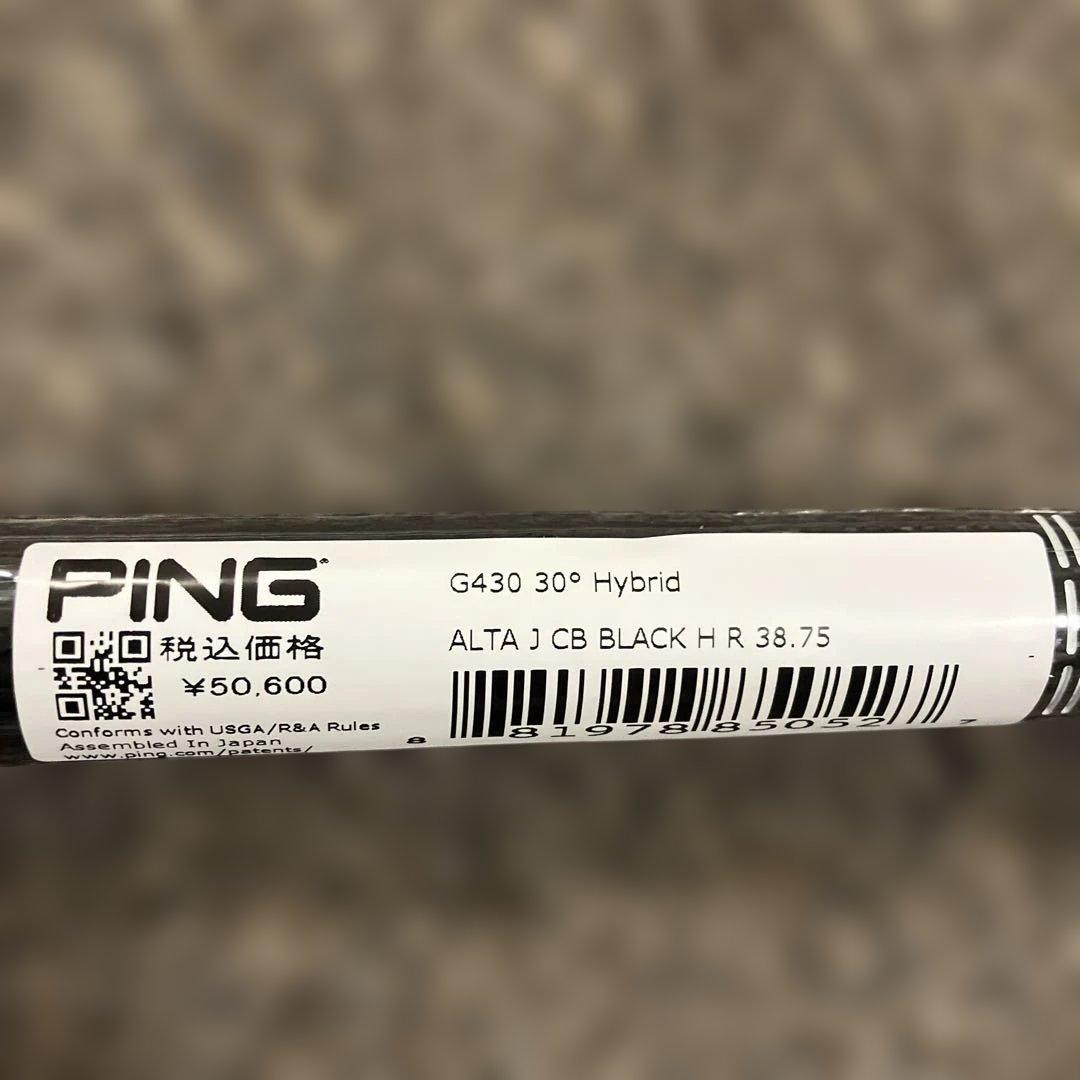 PING
税込価格
¥50,600
Conforms with USGA/R&A Rules
Assembled In Japan
www.ping.com/patents/
G430 30° Hybrid
ALTA J CB BLACK H R 38.75
8 81978 85052 7